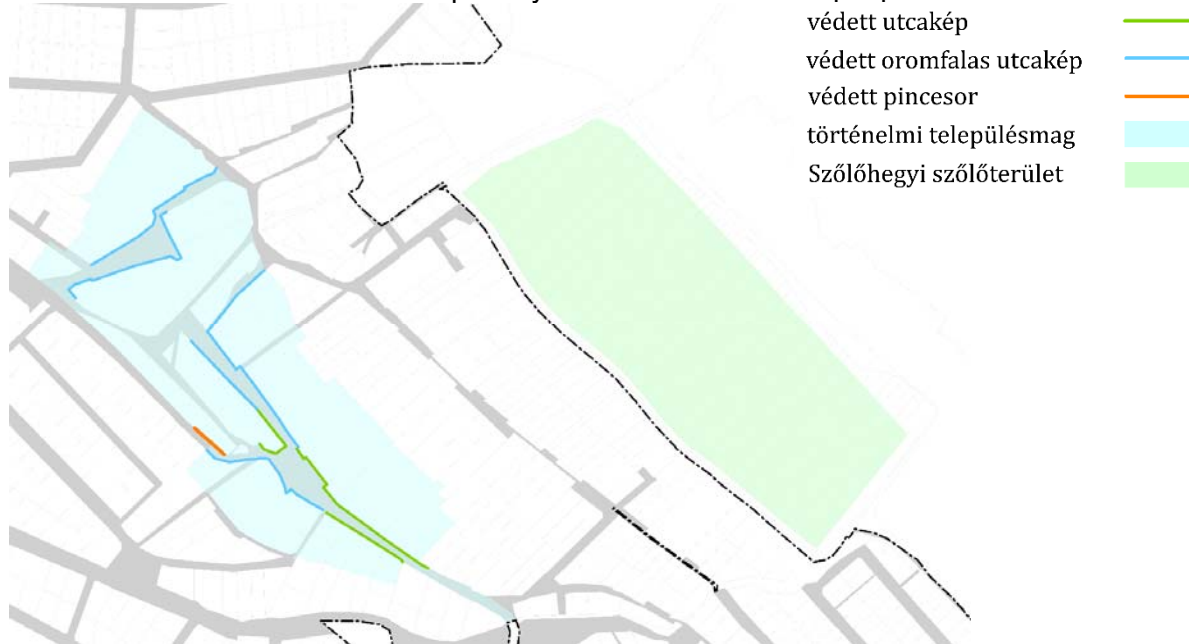 védett utcakép
védett oromfalas utcakép
védett pincesor
történelmi településmag
Szőlőhegyi szőlőterület